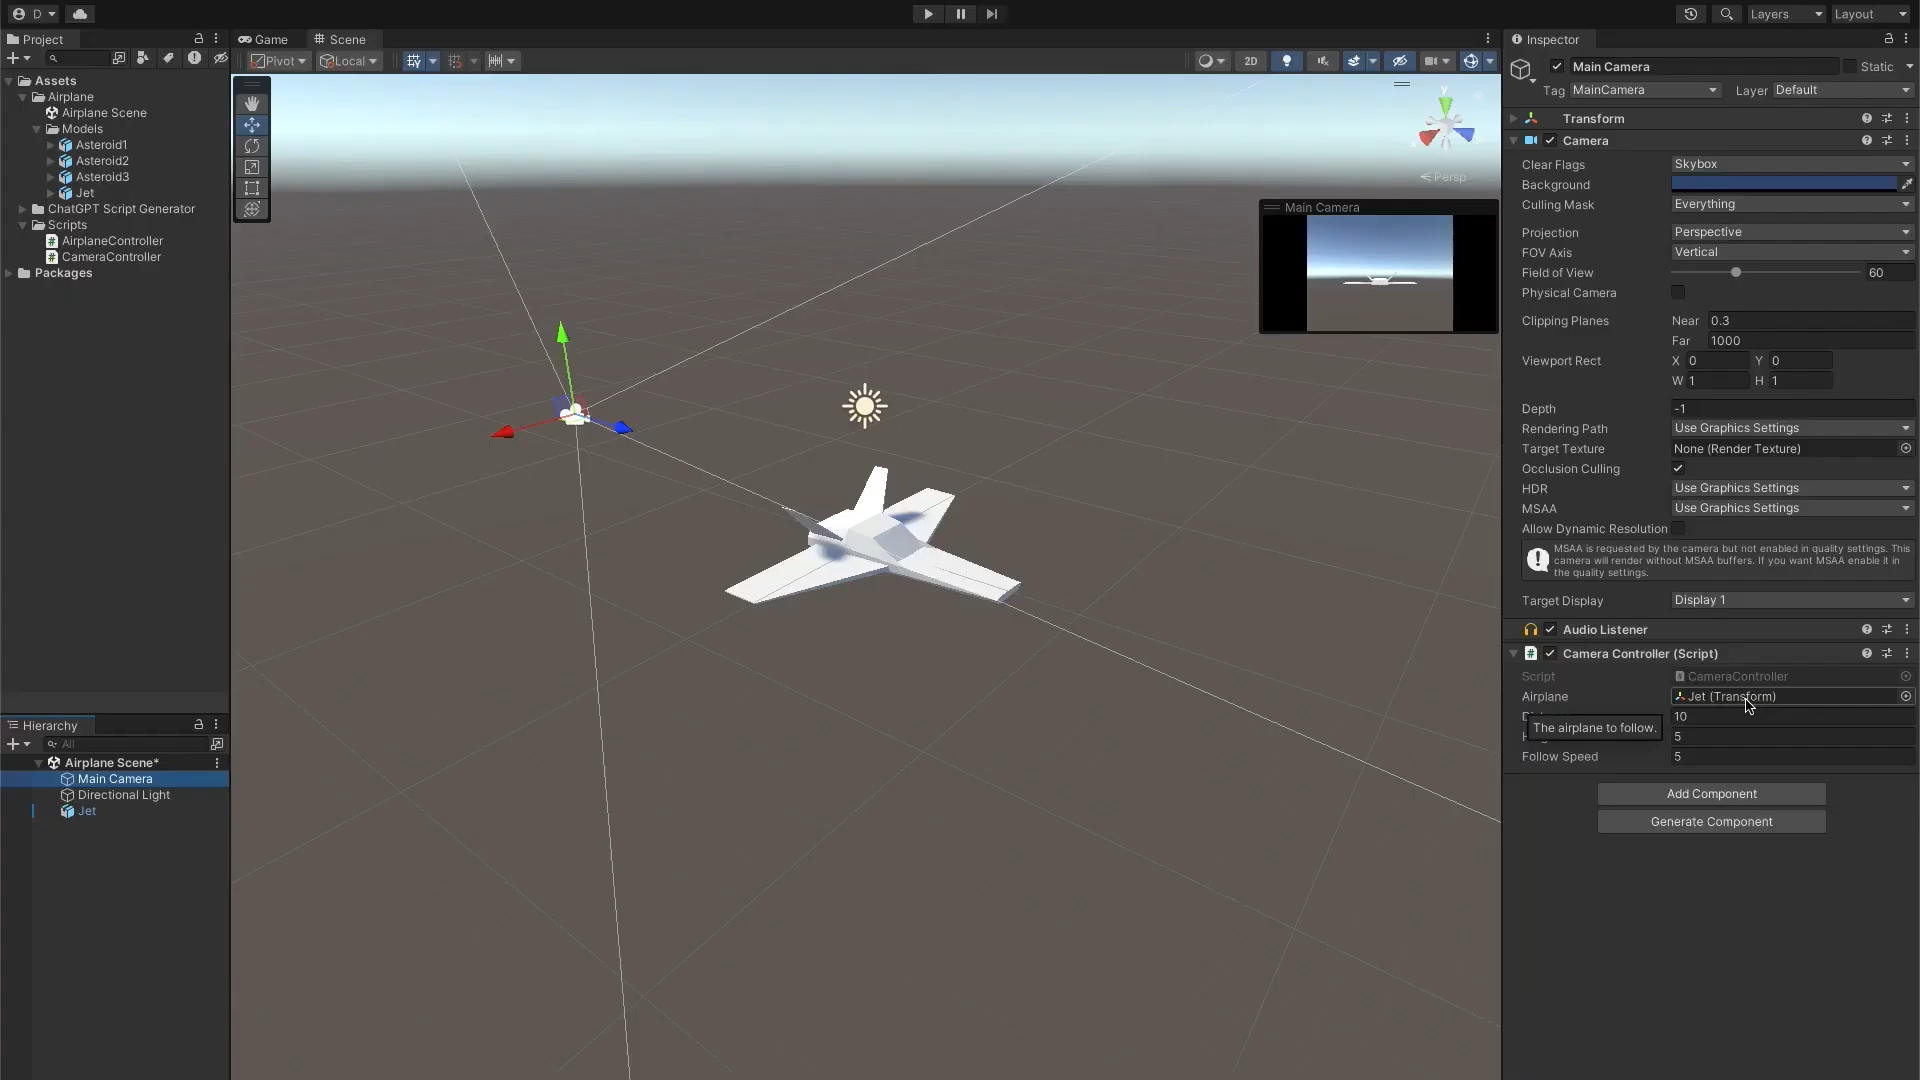 D
Layers
Layout
Project
Assets
Airplane
Airplane Scene
Models
Asteroid1
Asteroid2
Asteroid3
Jet
ChatGPT Script Generator
Scripts
# AirplaneController
# CameraController
Packages
Hierarchy
All
Airplane Scene*
Main Camera
Directional Light
Jet
Game
Scene
Pivot
Local
2D
y
Persp
Main Camera
Inspector
Main Camera
Static
Tag MainCamera
Layer Default
Transform
Camera
Clear Flags Skybox
Background
Culling Mask Everything
Projection Perspective
FOV Axis Vertical
Field of View 60
Physical Camera
Clipping Planes Near 0.3
Far 1000
Viewport Rect X 0 Y 0
W 1 H 1
Depth -1
Rendering Path Use Graphics Settings
Target Texture None (Render Texture)
Occlusion Culling
HDR Use Graphics Settings
MSAA Use Graphics Settings
Allow Dynamic Resolution
MSAA is requested by the camera but not enabled in quality settings. This
camera will render without MSAA buffers. If you want MSAA enable it in
the quality settings.
Target Display Display 1
Audio Listener
# Camera Controller (Script)
Script CameraController
Airplane Jet (Transform)
10
The airplane to follow.
5
Follow Speed 5
Add Component
Generate Component